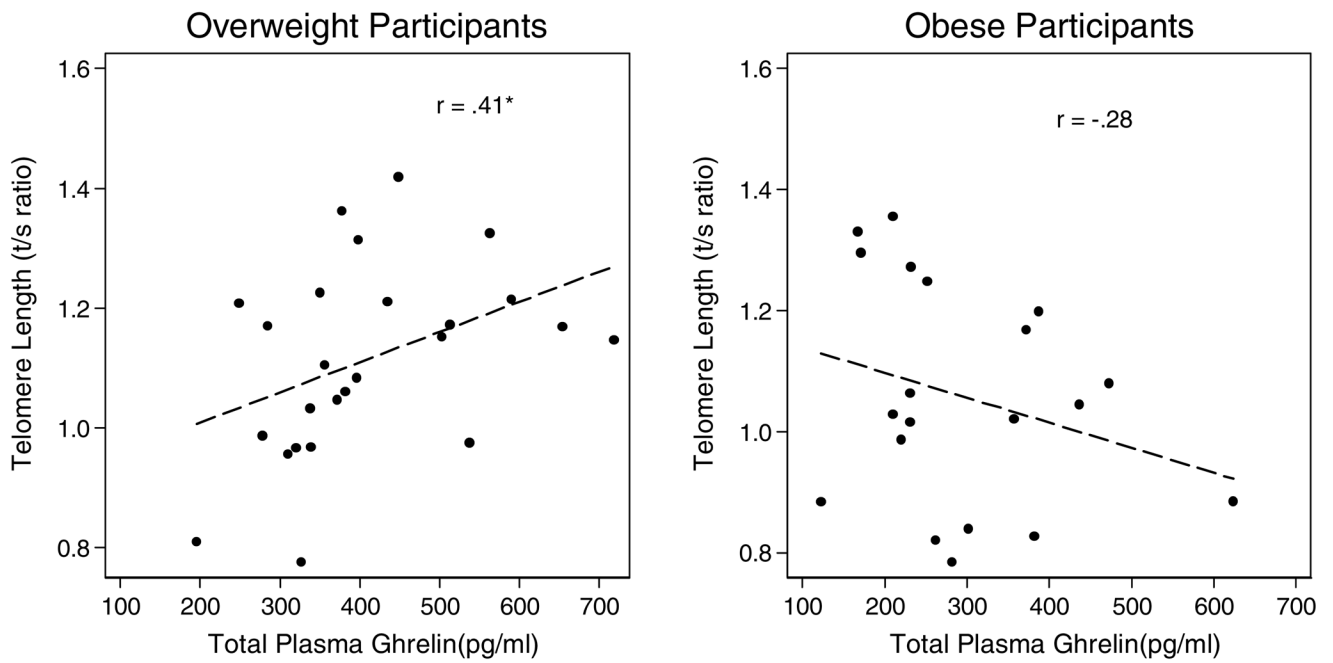 Overweight Participants
r = .41*
Telomere Length (t/s ratio)
1.6
1.4
1.2
1.0
0.8
100 200 300 400 500 600 700
Total Plasma Ghrelin(pg/ml)
Obese Participants
r = -.28
Telomere Length (t/s ratio)
1.6
1.4
1.2
1.0
0.8
100 200 300 400 500 600 700
Total Plasma Ghrelin(pg/ml)